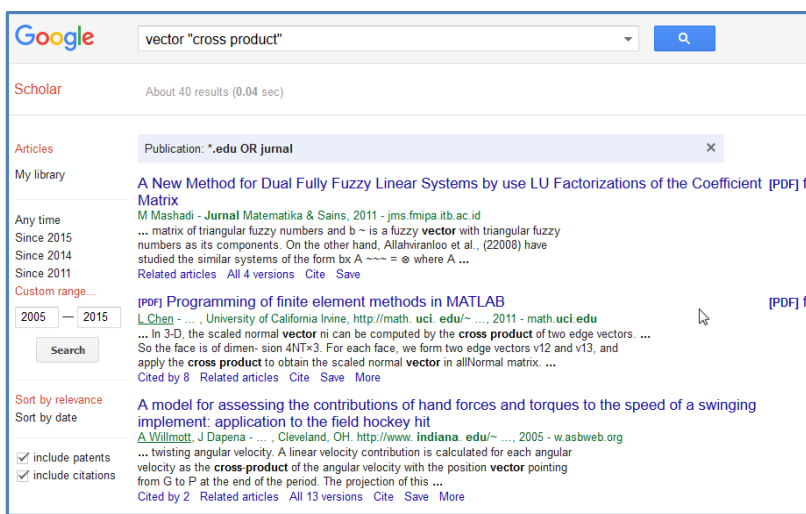 Google
vector "cross product"
Scholar
About 40 results (0.04 sec)
Articles
My library
Any time
Since 2015
Since 2014
Since 2011
Custom range...
2005 — 2015
Search
Sort by relevance
Sort by date
include patents
include citations
Publication: *.edu OR jurnal
A New Method for Dual Fully Fuzzy Linear Systems by use LU Factorizations of the Coefficient
Matrix
[PDF] f
M Mashadi - Jurnal Matematika & Sains, 2011 - jms.fmipa.itb.ac.id
... matrix of triangular fuzzy numbers and b ~ is a fuzzy vector with triangular fuzzy
numbers as its components. On the other hand, Allahviranloo et al., (22008) have
studied the similar systems of the form bx A ~~~ = ⊗ where A ...
Related articles All 4 versions Cite Save
[PDF] Programming of finite element methods in MATLAB
[PDF] f
L Chen - ... , University of California Irvine, http://math. uci. edu/~ ..., 2011 - math.uci.edu
... In 3-D, the scaled normal vector ni can be computed by the cross product of two edge vectors. ...
So the face is of dimen- sion 4NT×3. For each face, we form two edge vectors v12 and v13, and
apply the cross product to obtain the scaled normal vector in allNormal matrix. ...
Cited by 8 Related articles Cite Save More
A model for assessing the contributions of hand forces and torques to the speed of a swinging
implement: application to the field hockey hit
A Willmott, J Dapena - ... , Cleveland, OH. http://www. indiana. edu/~ ..., 2005 - w.asbweb.org
... twisting angular velocity. A linear velocity contribution is calculated for each angular
velocity as the cross-product of the angular velocity with the position vector pointing
from G to P at the end of the period. The projection of this ...
Cited by 2 Related articles All 13 versions Cite Save More